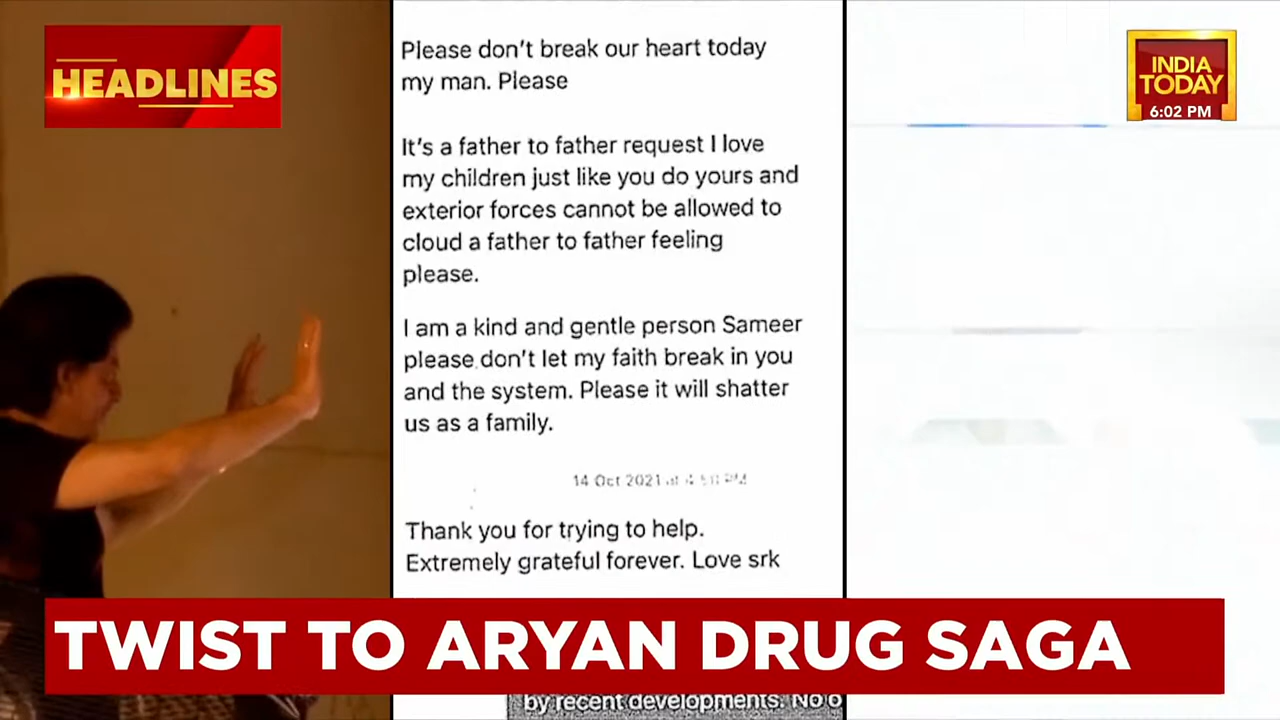 HEADLINES
INDIA
TODAY
6:02 PM
Please don't break our heart today
my man. Please
It's a father to father request I love
my children just like you do yours and
exterior forces cannot be allowed to
cloud a father to father feeling
please.
I am a kind and gentle person Sameer
please don't let my faith break in you
and the system. Please it will shatter
us as a family.
14 Oct 2021 at
Thank you for trying to help.
Extremely grateful forever. Love srk
TWIST TO ARYAN DRUG SAGA
by recent developments. No o